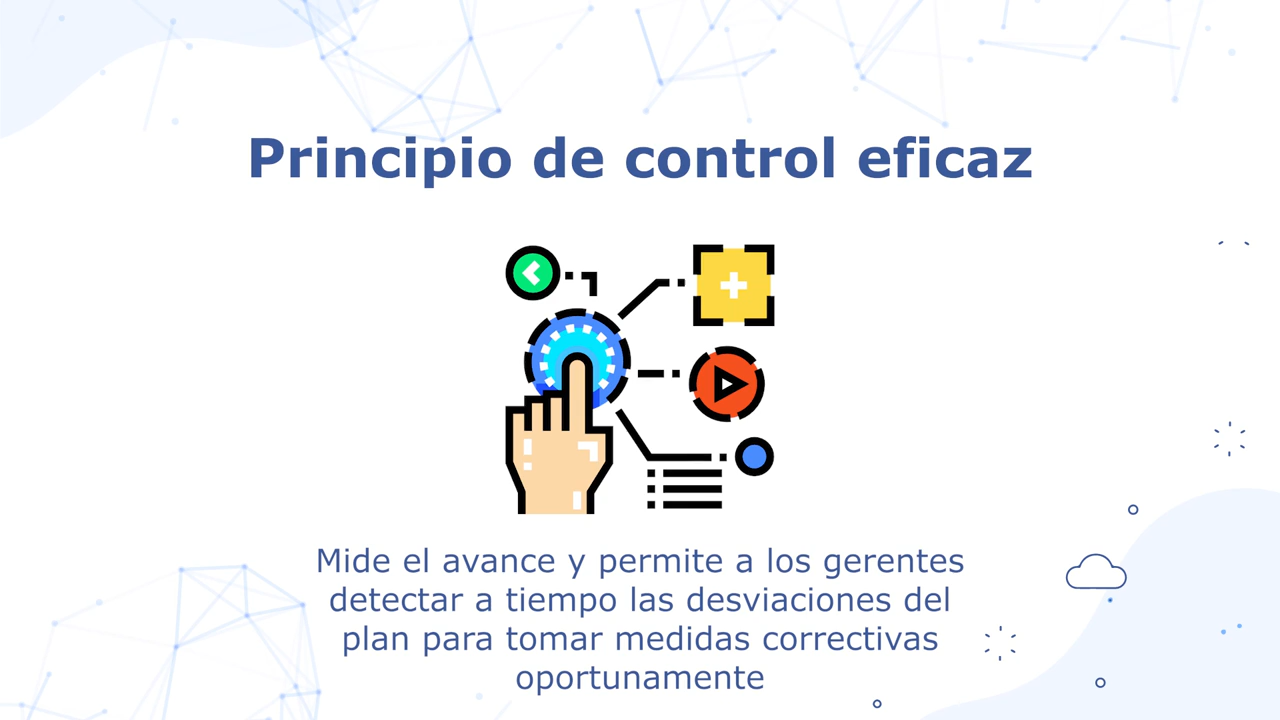 Principio de control eficaz
Mide el avance y permite a los gerentes
detectar a tiempo las desviaciones del
plan para tomar medidas correctivas
oportunamente